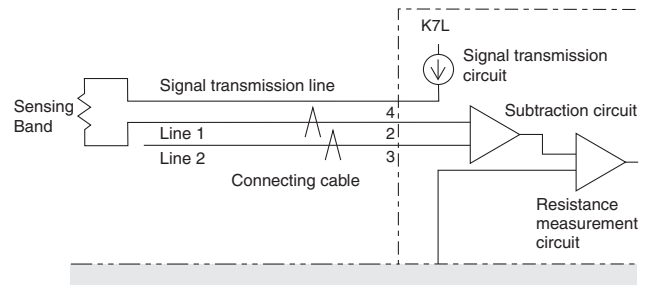 K7L
Signal transmission
circuit
Signal transmission line
Sensing
Band
4
Subtraction circuit
Line 1
2
Line 2
3
Connecting cable
Resistance
measurement
circuit